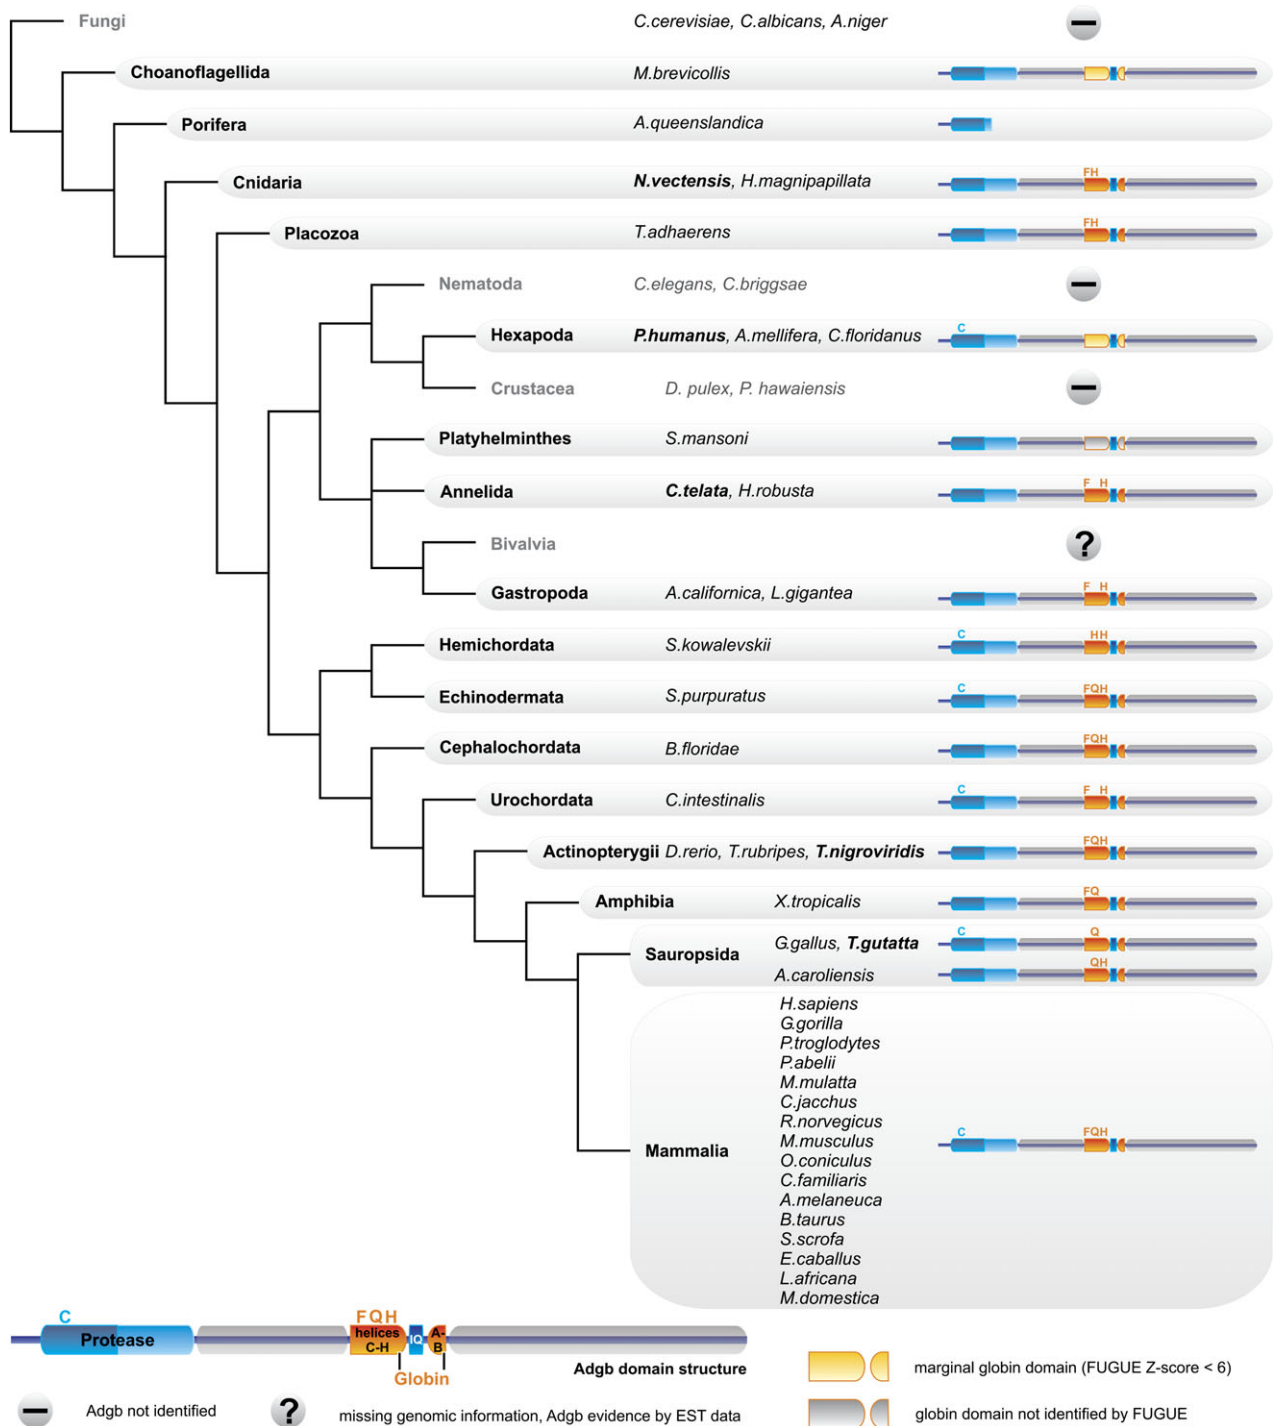 Fungi C.cerevisiae, C.albicans, A.niger
Choanoflagellida M.brevicollis
Porifera A.queenslandica
FH
Cnidaria N.vectensis, H.magnipapillata
FH
Placozoa T.adhaerens
Nematoda C.elegans, C.briggsae
C
Hexapoda P.humanus, A.mellifera, C.floridanus
Crustacea D. pulex, P. hawaiensis
Platyhelminthes S.mansoni
F H
Annelida C.telata, H.robusta
Bivalvia ?
F H
Gastropoda A.californica, L.gigantea
C HH
Hemichordata S.kowalevskii
C FQH
Echinodermata S.purpuratus
FQH
Cephalochordata B.floridae
C F H
Urochordata C.intestinalis
FQH
Actinopterygii D.rerio, T.rubripes, T.nigroviridis
FQ
Amphibia X.tropicalis
C Q
G.gallus, T.gutatta
Sauropsida
C QH
A.caroliensis
H.sapiens
G.gorilla
P.troglodytes
P.abelii
M.mulatta
C.jacchus
R.norvegicus
C FQH
M.musculus
Mammalia
O.coniculus
C.familiaris
A.melaneuca
B.taurus
S.scrofa
E.caballus
L.africana
M.domestica
C FQH
Protease helices C-H IQ A-B
Globin
Adgb domain structure
marginal globin domain (FUGUE Z-score < 6)
Adgb not identified
? missing genomic information, Adgb evidence by EST data
globin domain not identified by FUGUE